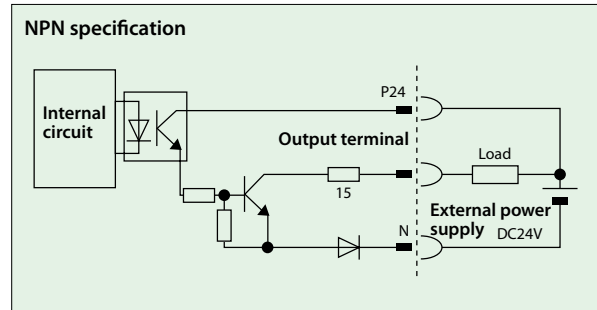 NPN specification
P24
Internal
circuit
Output terminal
Load
15
External power
supply DC24V
N